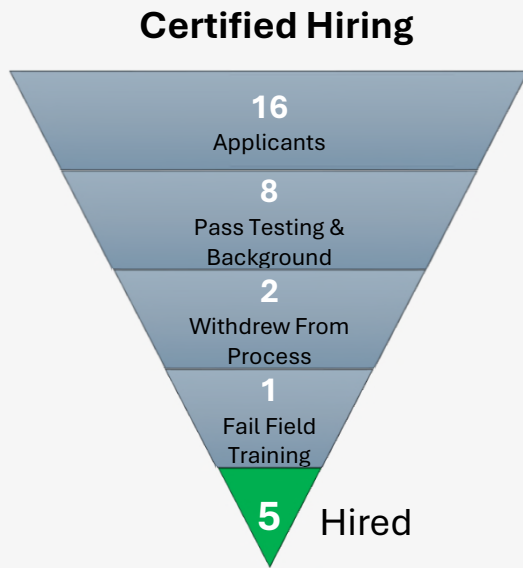 Certified Hiring
16
Applicants
8
Pass Testing &
Background
2
Withdrew From
Process
1
Fail Field
Training
5
Hired